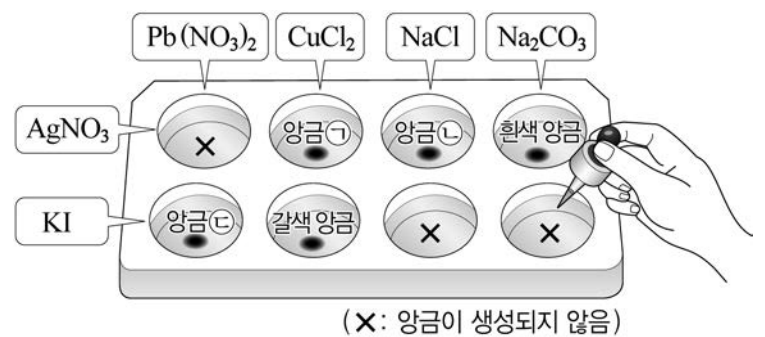 Pb(NO₃)₂ CuCl₂ NaCl Na₂CO₃
AgNO₃ × 앙금㉠ 앙금㉡ 흰색 앙금
KI 앙금㉢ 갈색 앙금 × ×
(×: 앙금이 생성되지 않음)